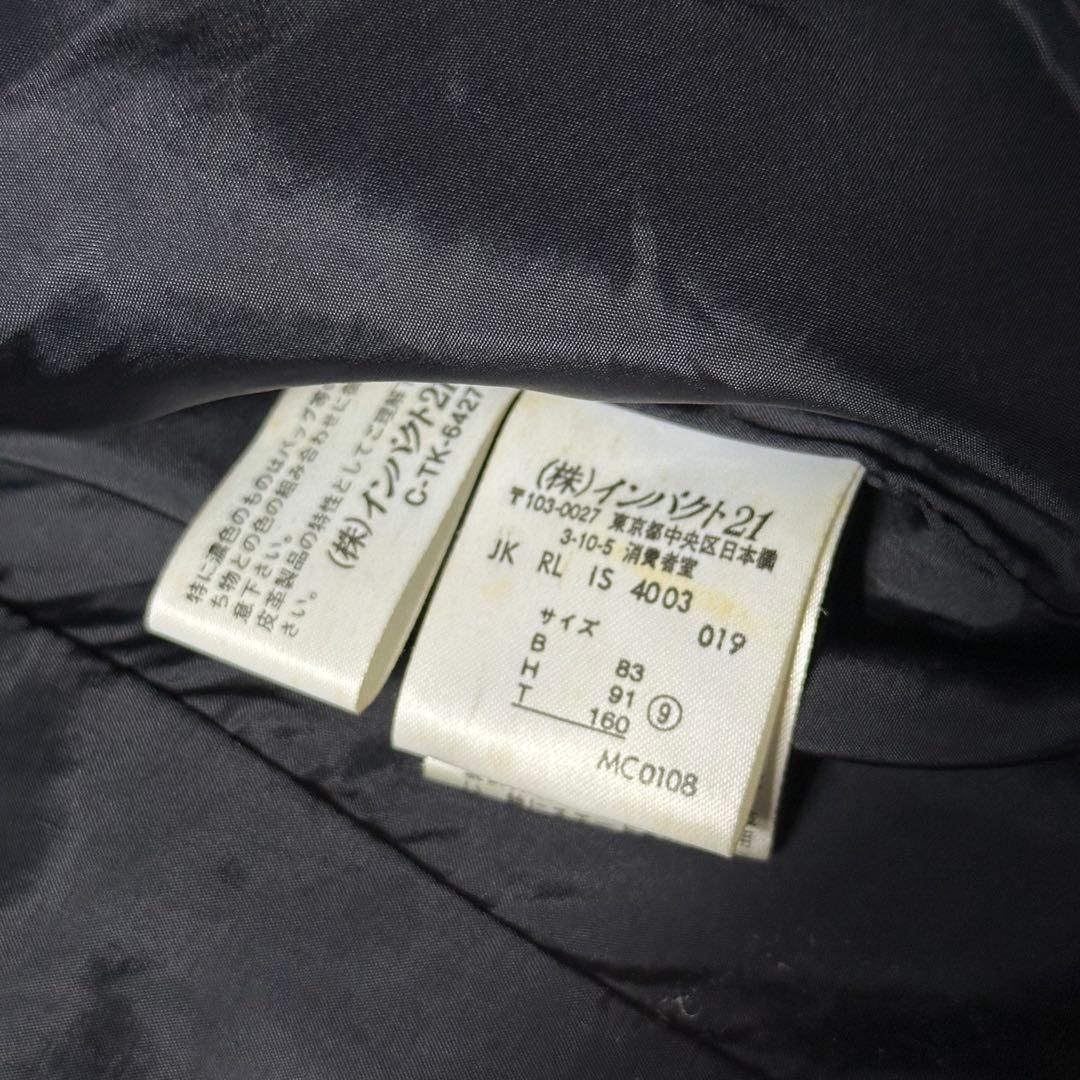 特に濃色のものはバッグ等
ち物との色の組み合わせに
意下さい。
皮革製品の特性としてご理解
さい。
(株)インパクト21
C-TK-6427
(株)インパクト21
〒103-0027 東京都中央区日本橋
3-10-5 消費者室
JK RL IS 4003
019
サイズ
B 83
H 91 ⑨
T 160
MC0108